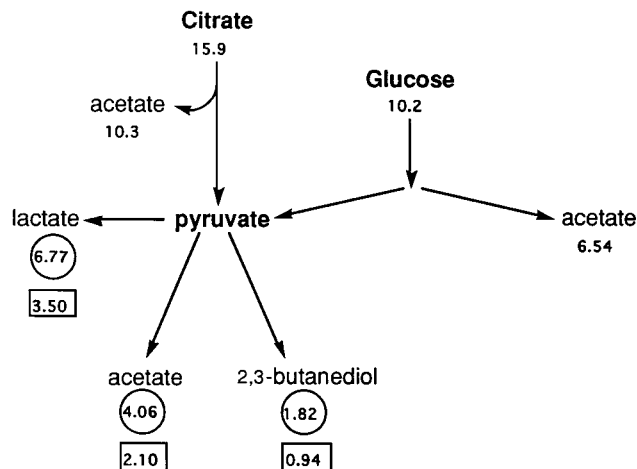 Citrate
15.9
Glucose
10.2
acetate
10.3
lactate
pyruvate
acetate
6.54
6.77
3.50
acetate
2,3-butanediol
4.06
1.82
2.10
0.94